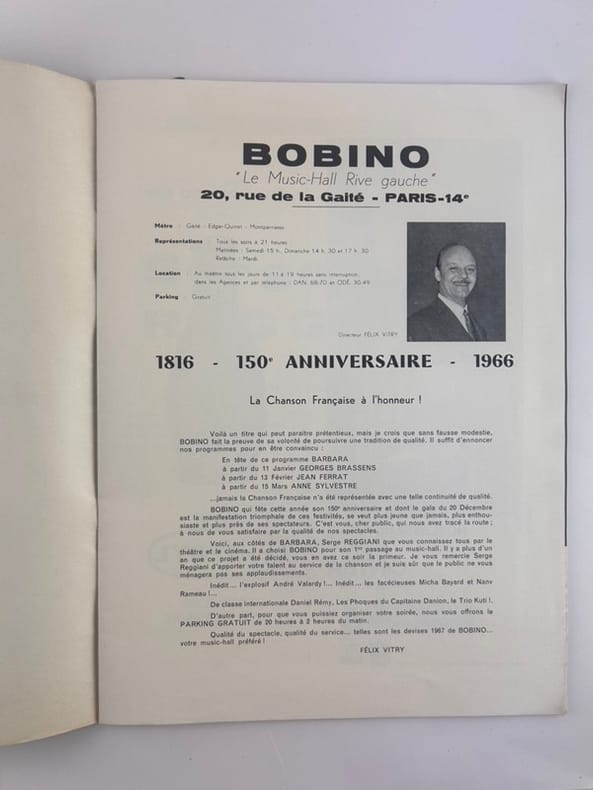 BOBINO
"Le Music-Hall Rive gauche"
20, rue de la Gaîté - PARIS-14e
Métro : Gaîté : Edgar-Quinet - Montparnasse
Représentations : Tous les soirs à 21 heures
Matinées : Samedi 15 h. Dimanche 14 h. 30 et 17 h. 30
Relâche : Mardi
Location : Au théâtre tous les jours de 11 à 19 heures sans interruption,
dans les Agences et par téléphone : DAN. 68-70 et ODÉ. 30-49
Parking : Gratuit
Directeur FÉLIX VITRY
1816 - 150e ANNIVERSAIRE - 1966
La Chanson Française à l'honneur !
Voilà un titre qui peut paraître prétentieux, mais je crois que sans fausse modestie,
BOBINO fait la preuve de sa volonté de poursuivre une tradition de qualité. Il suffit d'ennoncer
nos programmes pour en être convaincu :
En tête de ce programme BARBARA
à partir du 11 Janvier GEORGES BRASSENS
à partir du 13 Février JEAN FERRAT
à partir du 15 Mars ANNE SYLVESTRE
...jamais la Chanson Française n'a été représentée avec une telle continuité de qualité.
BOBINO qui fête cette année son 150e anniversaire et dont le gala du 20 Décembre
est la manifestation triomphale de ces festivités, se veut plus jeune que jamais, plus enthou-
siaste et plus près de ses spectateurs. C'est vous, cher public, qui nous avez tracé la route ;
à nous de vous satisfaire par la qualité de nos spectacles.
Voici, aux côtés de BARBARA, Serge REGGIANI que vous connaissez tous par le
théâtre et le cinéma. Il a choisi BOBINO pour son 1er passage au music-hall. Il y a plus d'un
an que ce projet a été décidé, vous en avez ce soir la primeur. Je vous remercie Serge
Reggiani d'apporter votre talent au service de la chanson et je suis sûr que le public ne vous
ménagera pas ses applaudissements.
Inédit... l'explosif André Valardy !... Inédit... les facécieuses Micha Bayard et Nany
Rameau !...
De classe internationale Daniel Rémy, Les Phoques du Capitaine Danion, le Trio Kuti !.
D'autre part, pour que vous puissiez organiser votre soirée, nous vous offrons le
PARKING GRATUIT de 20 heures à 2 heures du matin.
Qualité du spectacle, qualité du service... telles sont les devises 1967 de BOBINO...
votre music-hall préféré !
FÉLIX VITRY